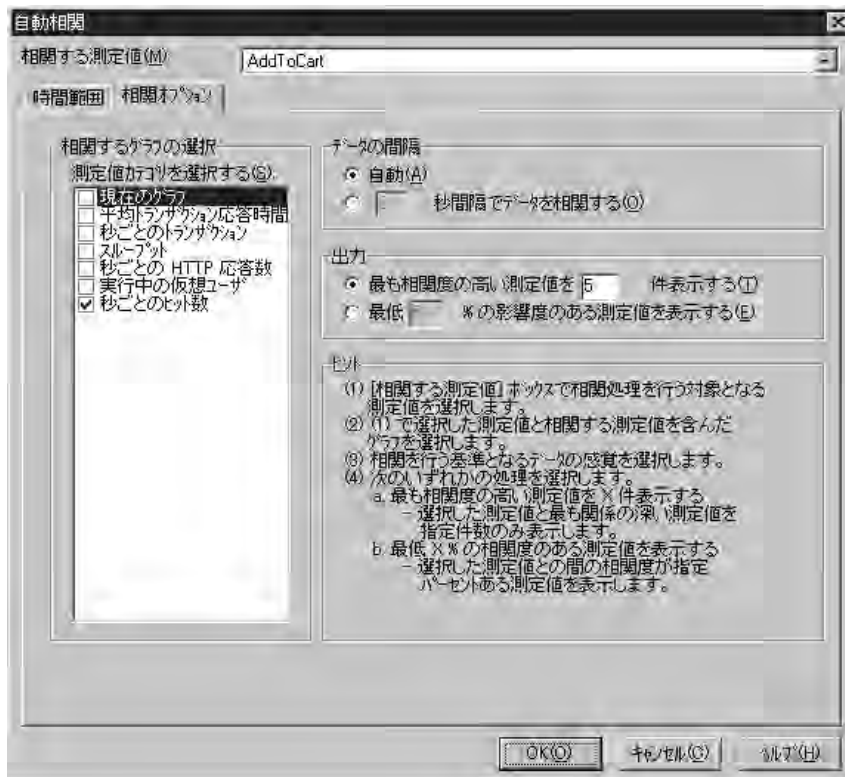 自動相関
相関する測定値(M) AddToCart
時間範囲 相関オプション
相関するグラフの選択
測定値カテゴリを選択する(S)
現在のグラフ
平均トランザクション応答時間
秒ごとのトランザクション
スループット
秒ごとの HTTP 応答数
実行中の仮想ユーザ
秒ごとのヒット数
データの間隔
自動(A)
秒間隔でデータを相関する(O)
出力
最も相関度の高い測定値を 5 件表示する(T)
最低 %の影響度のある測定値を表示する(E)
ヒント
(1) [相関する測定値] ボックスで相関処理を行う対象となる
測定値を選択します。
(2) (1) で選択した測定値と相関する測定値を含んだ
グラフを選択します。
(3) 相関を行う基準となるデータの感覚を選択します。
(4) 次のいずれかの処理を選択します。
a. 最も相関度の高い測定値を X 件表示する
- 選択した測定値と最も関係の深い測定値を
指定件数のみ表示します。
b. 最低 X % の相関度のある測定値を表示する
- 選択した測定値との間の相関度が指定
パーセントある測定値を表示します。
OK(O) キャンセル(C) ヘルプ(H)